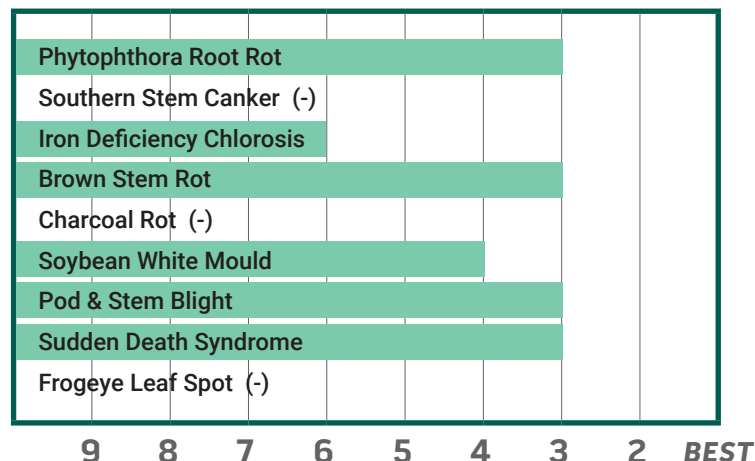 Phytophthora Root Rot
Southern Stem Canker (-)
Iron Deficiency Chlorosis
Brown Stem Rot
Charcoal Rot (-)
Soybean White Mould
Pod & Stem Blight
Sudden Death Syndrome
Frogeye Leaf Spot (-)
9 8 7 6 5 4 3 2 BEST